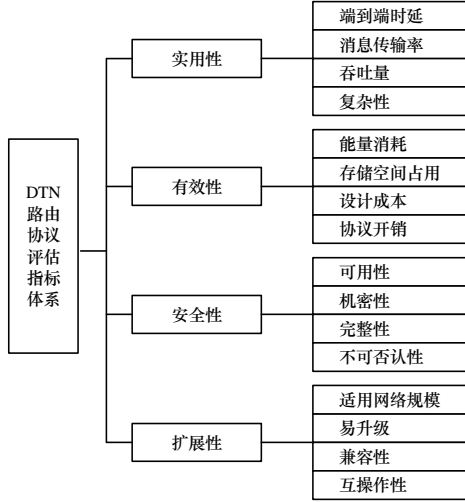 DTN
路由
协议
评估
指标
体系
实用性
端到端时延
消息传输率
吞吐量
复杂性
有效性
能量消耗
存储空间占用
设计成本
协议开销
安全性
可用性
机密性
完整性
不可否认性
扩展性
适用网络规模
易升级
兼容性
互操作性